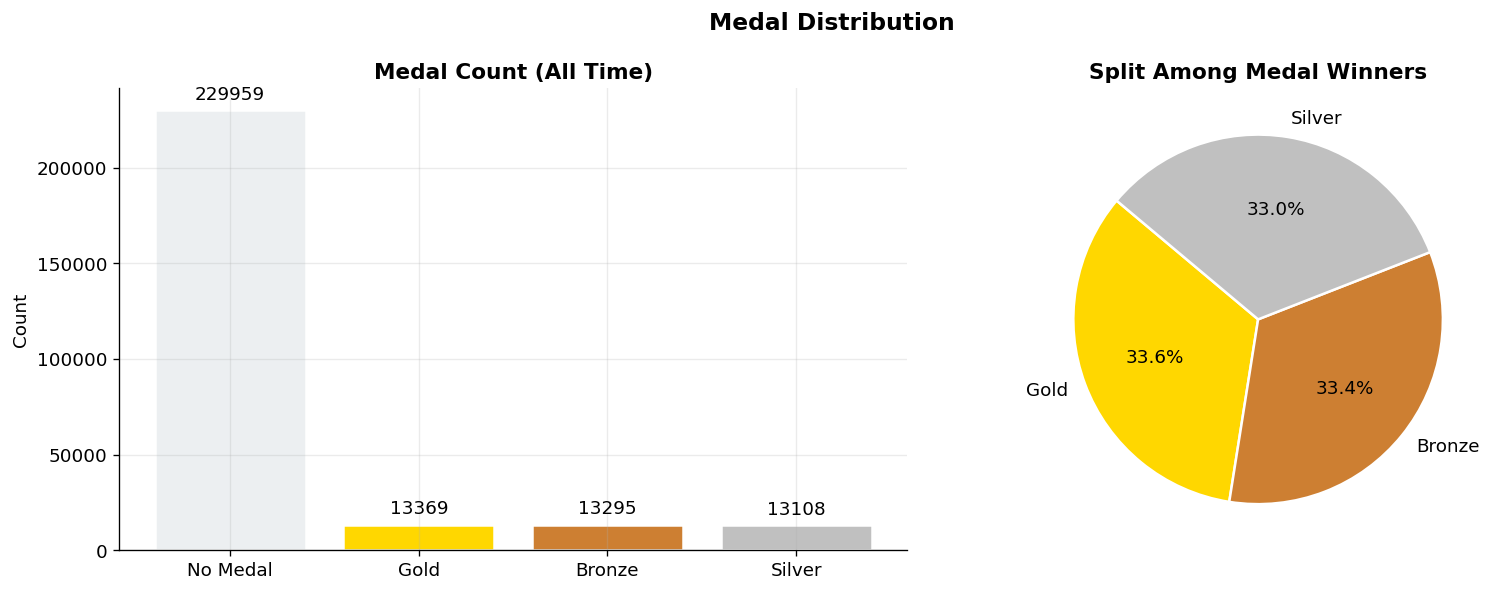 Medal Distribution
Medal Count (All Time)
Count
200000
150000
100000
50000
0
229959
13369
13295
13108
No Medal
Gold
Bronze
Silver
Split Among Medal Winners
Silver
33.0%
33.6%
Gold
33.4%
Bronze